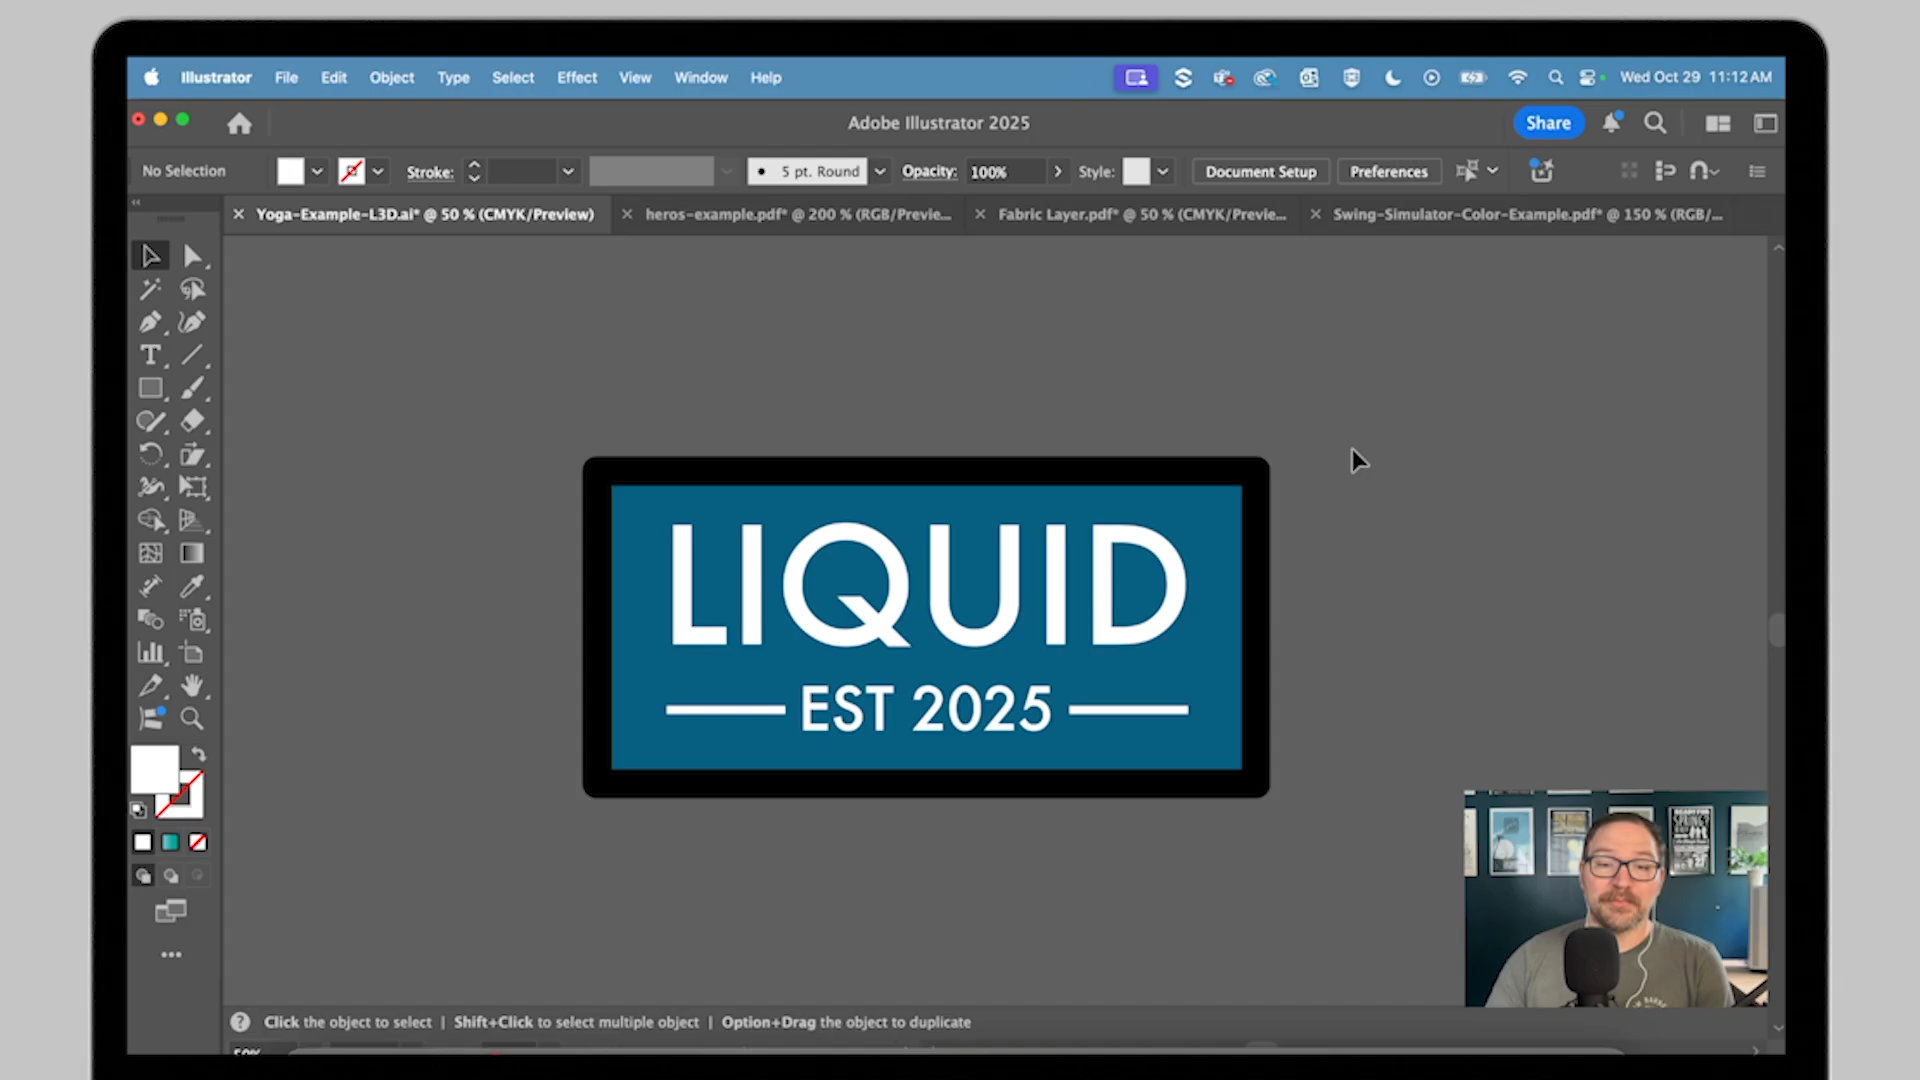 Illustrator File Edit Object Type Select Effect View Window Help Wed Oct 29 11:12 AM
Adobe Illustrator 2025 Share
No Selection Stroke: 5 pt. Round Opacity: 100% Style: Document Setup Preferences
Yoga-Example-L3D.ai* @ 50 % (CMYK/Preview) heros-example.pdf* @ 200 % (RGB/Previe... Fabric Layer.pdf* @ 50 % (CMYK/Previe... Swing-Simulator-Color-Example.pdf* @ 150 % (RGB/...
LIQUID
EST 2025
READY FOR
SPRING?
Click the object to select | Shift+Click to select multiple object | Option+Drag the object to duplicate
50%